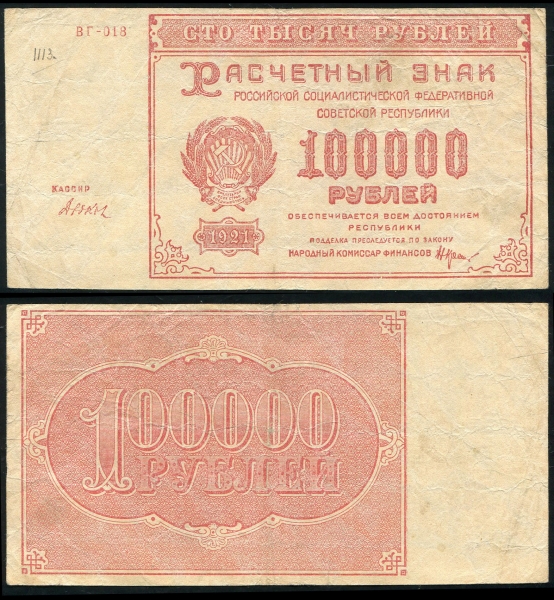 ВГ-018
СТО ТЫСЯЧ РУБЛЕЙ
1113.
РАСЧЕТНЫЙ ЗНАК
РОССИЙСКОЙ СОЦИАЛИСТИЧЕСКОЙ ФЕДЕРАТИВНОЙ
СОВЕТСКОЙ РЕСПУБЛИКИ
100000
РУБЛЕЙ
КАССИР
1921
ОБЕСПЕЧИВАЕТСЯ ВСЕМ ДОСТОЯНИЕМ
РЕСПУБЛИКИ
ПОДДЕЛКА ПРЕСЛЕДУЕТСЯ ПО ЗАКОНУ
НАРОДНЫЙ КОМИССАР ФИНАНСОВ
100000
РУБЛЕЙ